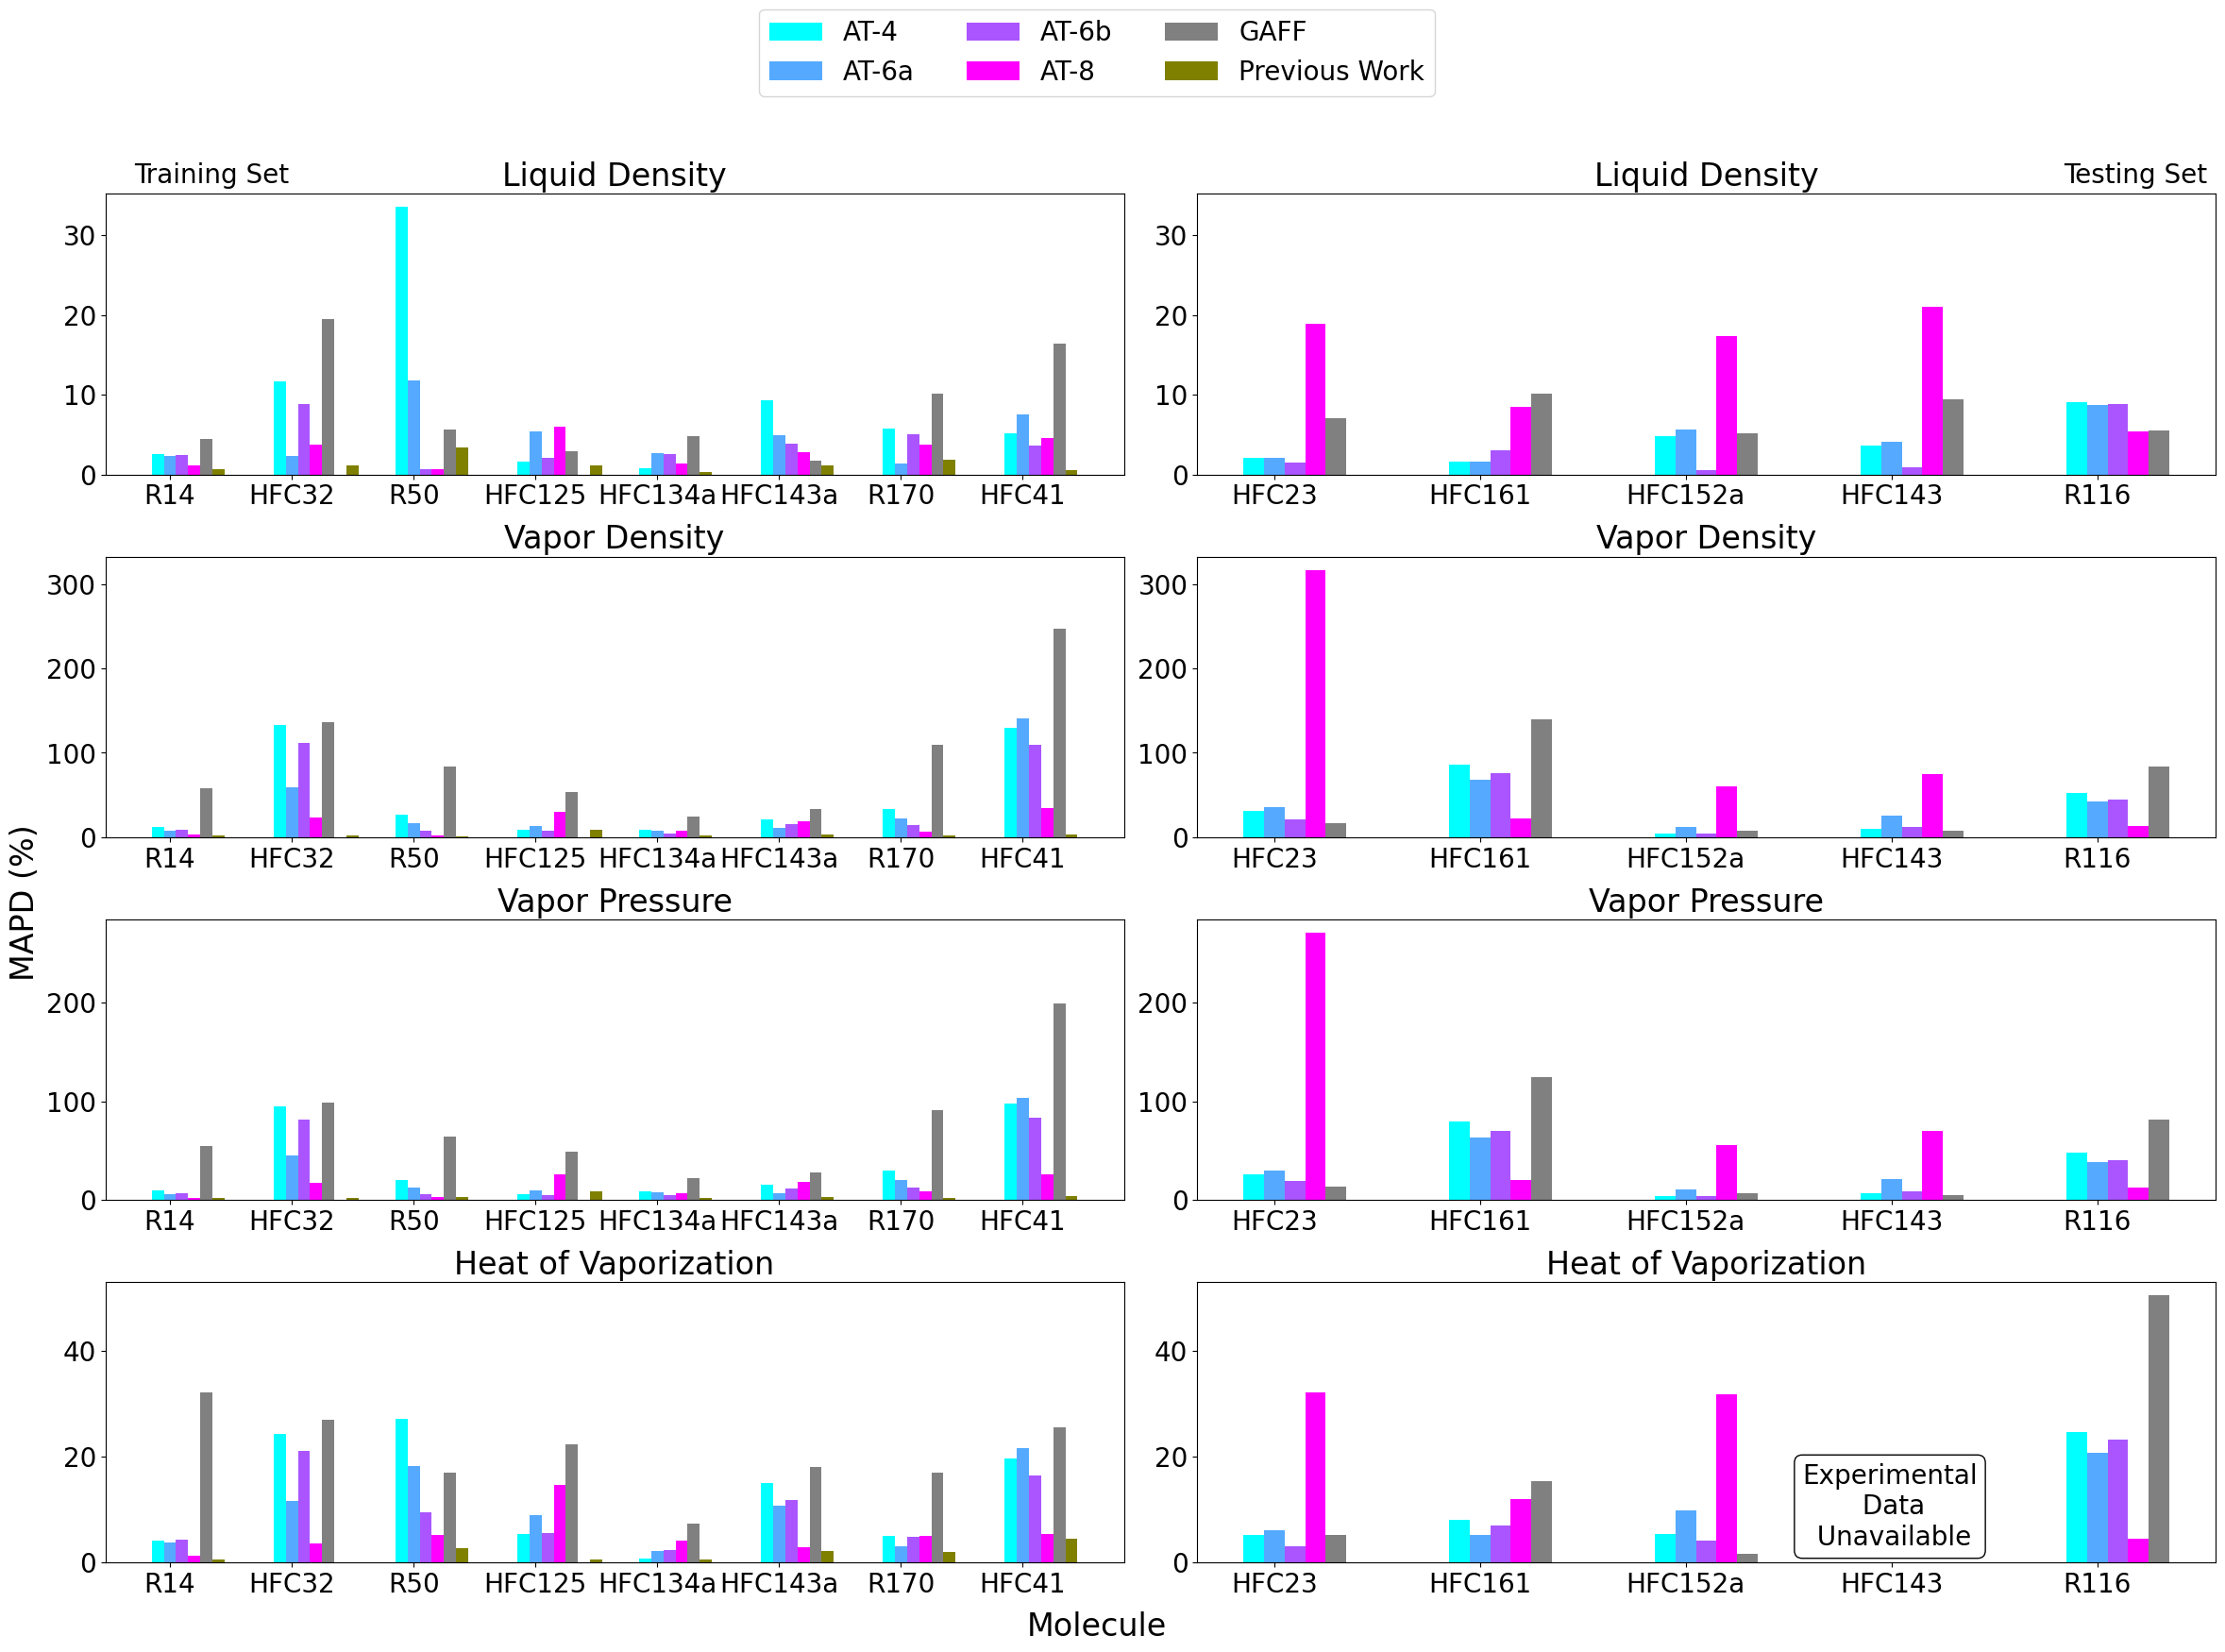 AT-4 AT-6b GAFF
AT-6a AT-8 Previous Work
Training Set Liquid Density
30
20
10
0
R14 HFC32 R50 HFC125 HFC134a HFC143a R170 HFC41
Liquid Density Testing Set
30
20
10
0
HFC23 HFC161 HFC152a HFC143 R116
Vapor Density
300
200
100
0
R14 HFC32 R50 HFC125 HFC134a HFC143a R170 HFC41
Vapor Density
300
200
100
0
HFC23 HFC161 HFC152a HFC143 R116
MAPD (%)
Vapor Pressure
200
100
0
R14 HFC32 R50 HFC125 HFC134a HFC143a R170 HFC41
Vapor Pressure
200
100
0
HFC23 HFC161 HFC152a HFC143 R116
Heat of Vaporization
40
20
0
R14 HFC32 R50 HFC125 HFC134a HFC143a R170 HFC41
Heat of Vaporization
40
20
0
Experimental
Data
Unavailable
HFC23 HFC161 HFC152a HFC143 R116
Molecule